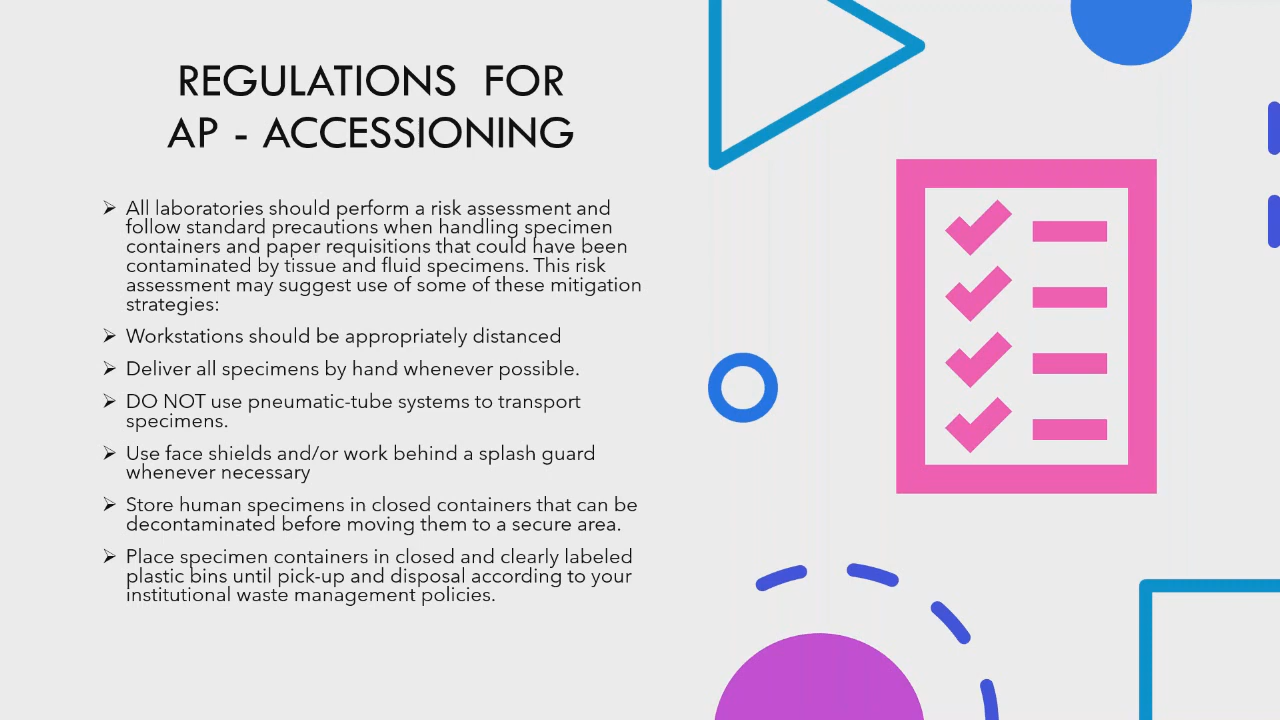 REGULATIONS FOR
AP - ACCESSIONING
➢ All laboratories should perform a risk assessment and
follow standard precautions when handling specimen
containers and paper requisitions that could have been
contaminated by tissue and fluid specimens. This risk
assessment may suggest use of some of these mitigation
strategies:
➢ Workstations should be appropriately distanced
➢ Deliver all specimens by hand whenever possible.
➢ DO NOT use pneumatic-tube systems to transport
specimens.
➢ Use face shields and/or work behind a splash guard
whenever necessary
➢ Store human specimens in closed containers that can be
decontaminated before moving them to a secure area.
➢ Place specimen containers in closed and clearly labeled
plastic bins until pick-up and disposal according to your
institutional waste management policies.